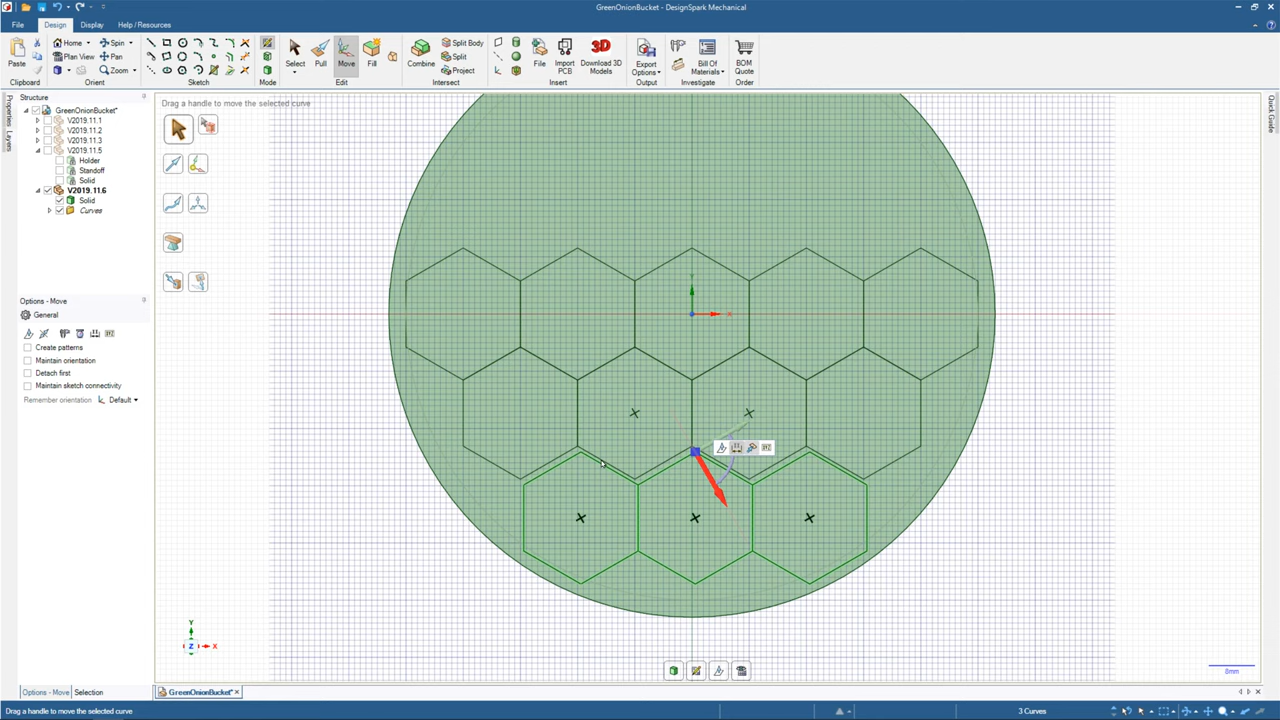 GreenOnionBucket* - DesignSpark Mechanical
File
Design
Display
Help / Resources
Paste
Home
Plan View
Spin
Pan
Zoom
Select
Pull
Move
Fill
Combine
Split Body
Split
Project
File
Import PCB
Download 3D Models
Export Options
Bill Of Materials
BOM Quote
Clipboard
Orient
Sketch
Mode
Edit
Intersect
Insert
Output
Investigate
Order
Structure
GreenOnionBucket*
V2019.11.1
V2019.11.2
V2019.11.3
V2019.11.5
Holder
Standoff
Solid
V2019.11.6
Solid
Curves
Properties
Layers
Drag a handle to move the selected curve
Quick Guide
Options - Move
General
Create patterns
Maintain orientation
Detach first
Maintain sketch connectivity
Remember orientation
Default
Y
X
Y
Z
X
8mm
Options - Move
Selection
GreenOnionBucket*
Drag a handle to move the selected curve
3 Curves